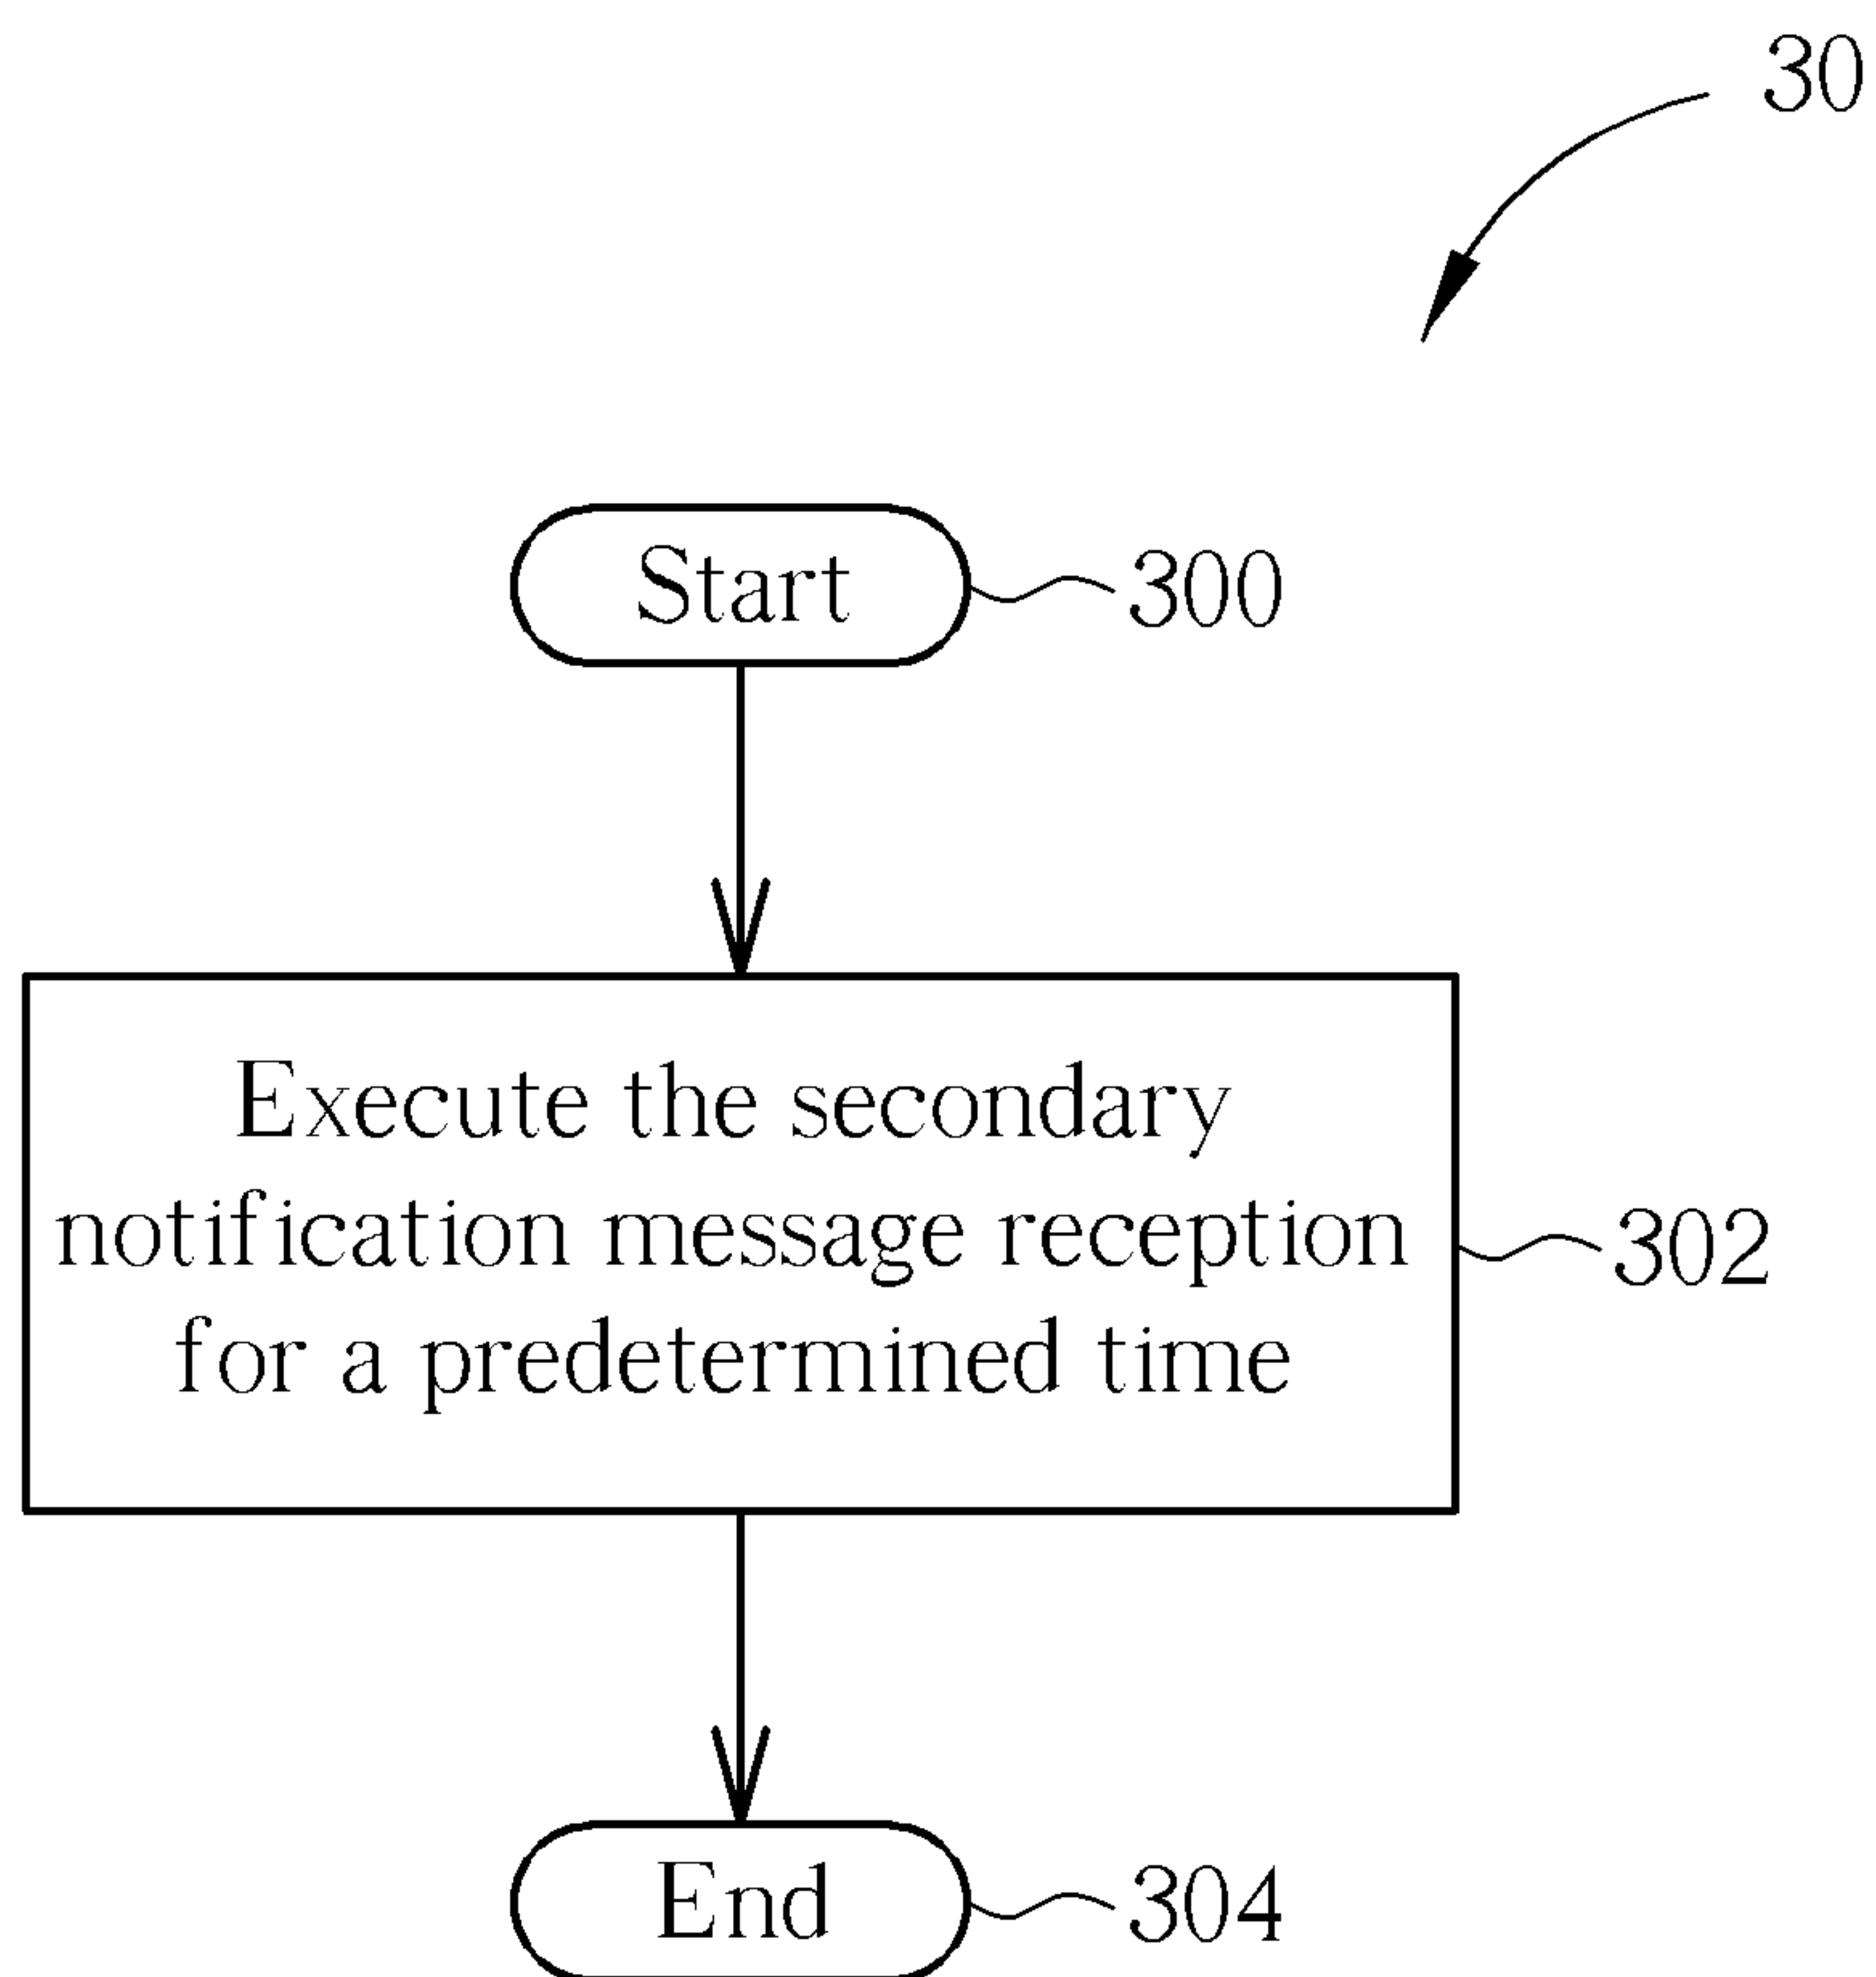 30
Start
300
Execute the secondary
notification message reception
for a predetermined time
302
End
304